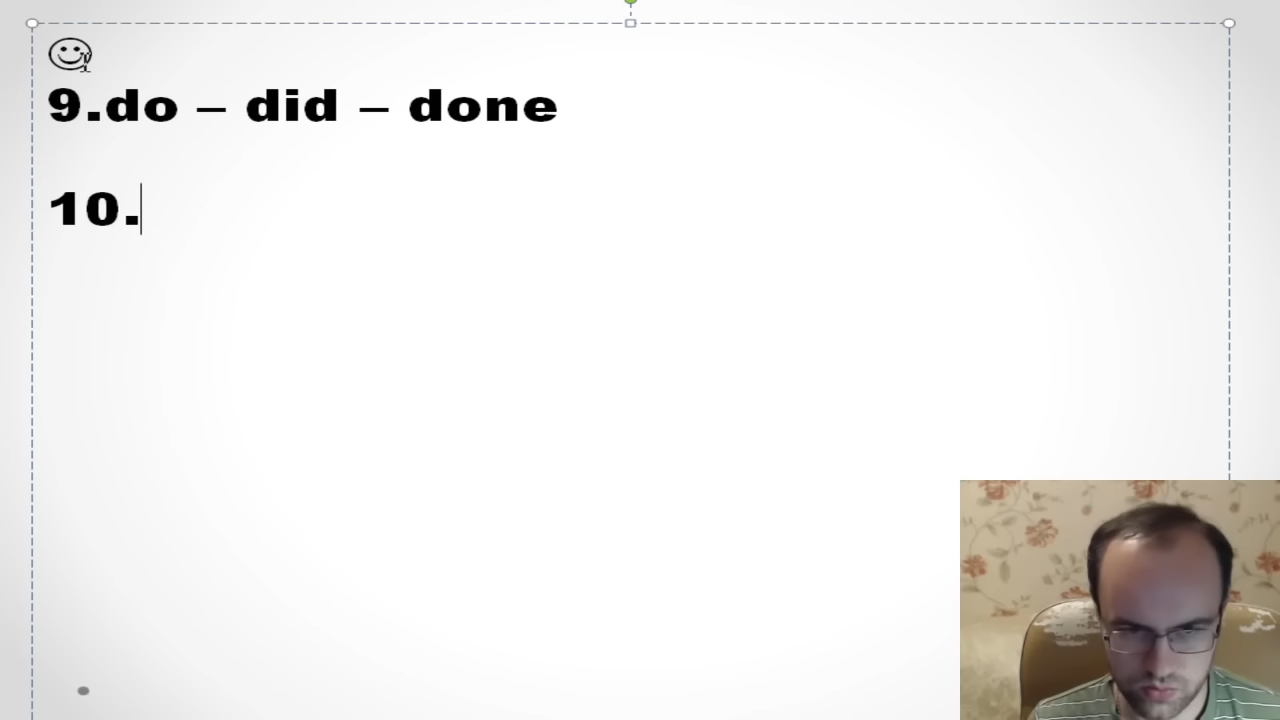 9.do – did – done
10.